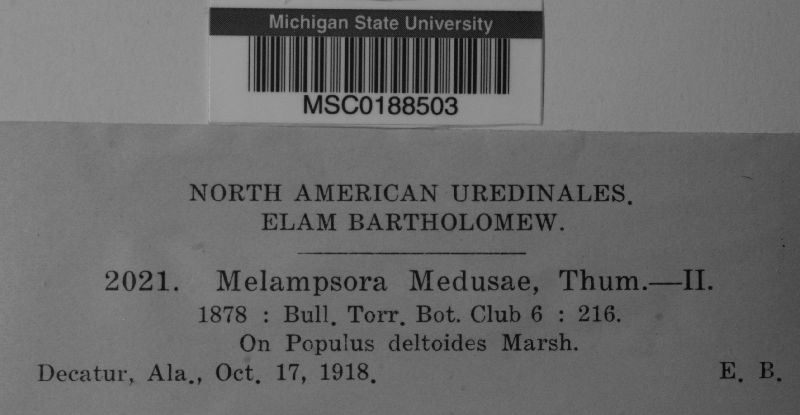 Michigan State University
MSC0188503
NORTH AMERICAN UREDINALES.
ELAM BARTHOLOMEW.
2021. Melampsora Medusae, Thum.—II.
1878 : Bull. Torr. Bot. Club 6 : 216.
On Populus deltoides Marsh.
Decatur, Ala., Oct. 17, 1918. E. B.